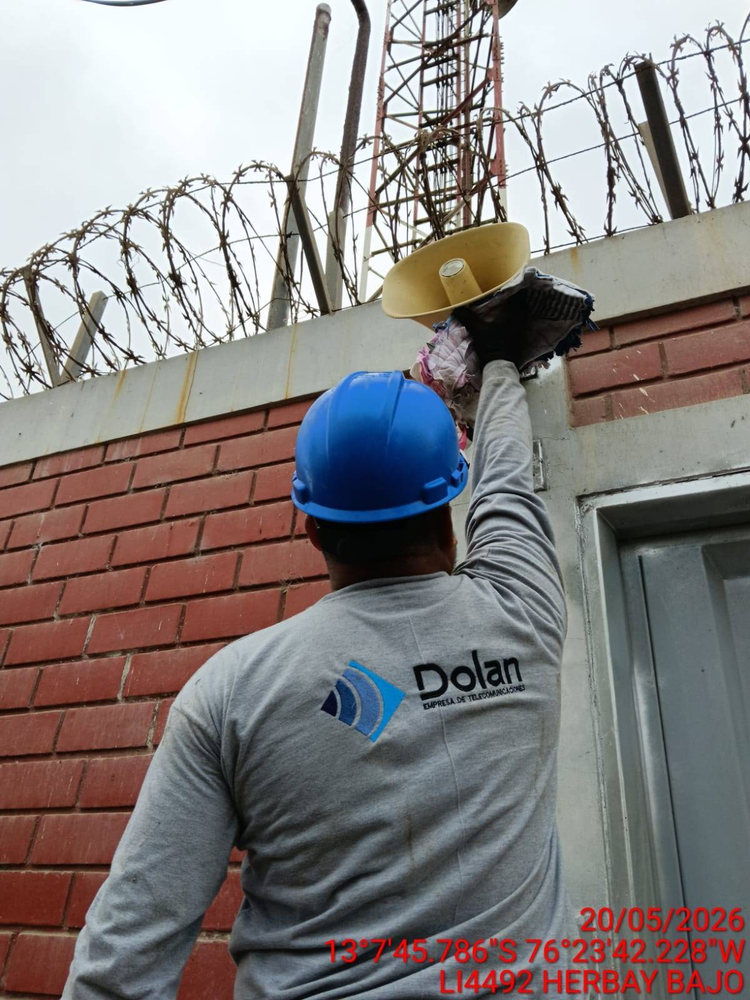 Dolan
EMPRESA DE TELECOMUNICACIONES
20/05/2026
13°7'45.786"S 76°23'42.228"W
LI4492 HERBAY BAJO